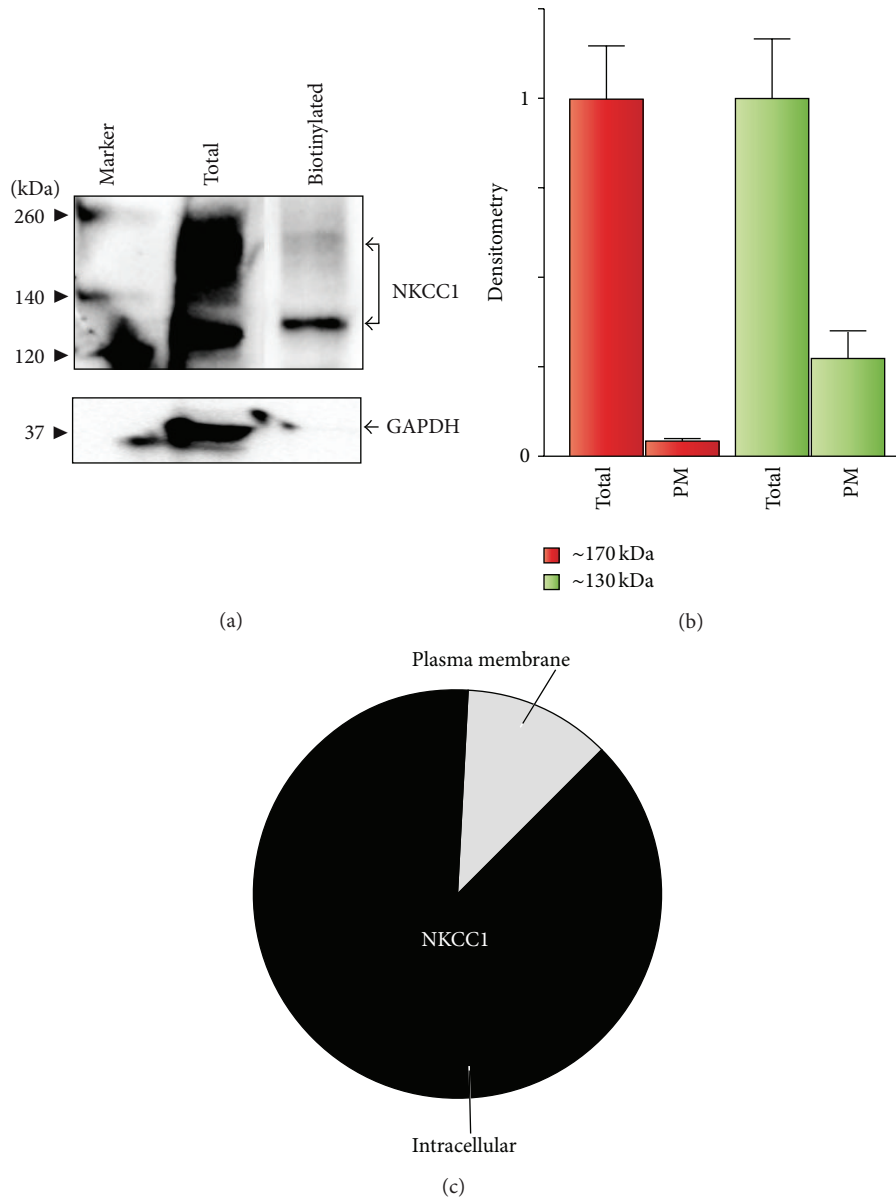 Marker
Total
Biotinylated
(kDa)
260
140
120
NKCC1
37
GAPDH
(a)
Densitometry
1
0
Total
PM
Total
PM
~170 kDa
~130 kDa
(b)
Plasma membrane
NKCC1
Intracellular
(c)